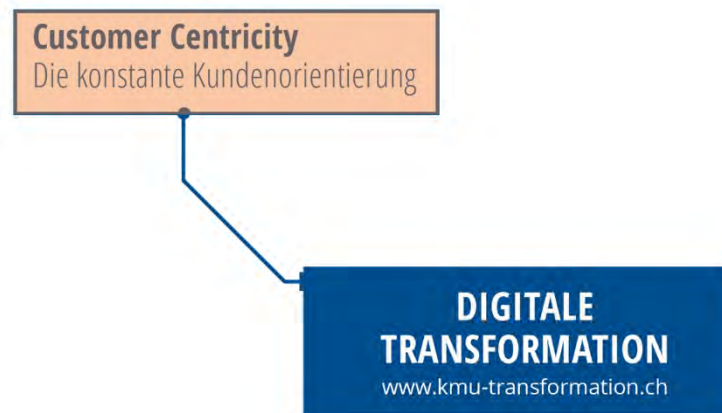 Customer Centricity
Die konstante Kundenorientierung
DIGITALE
TRANSFORMATION
www.kmu-transformation.ch